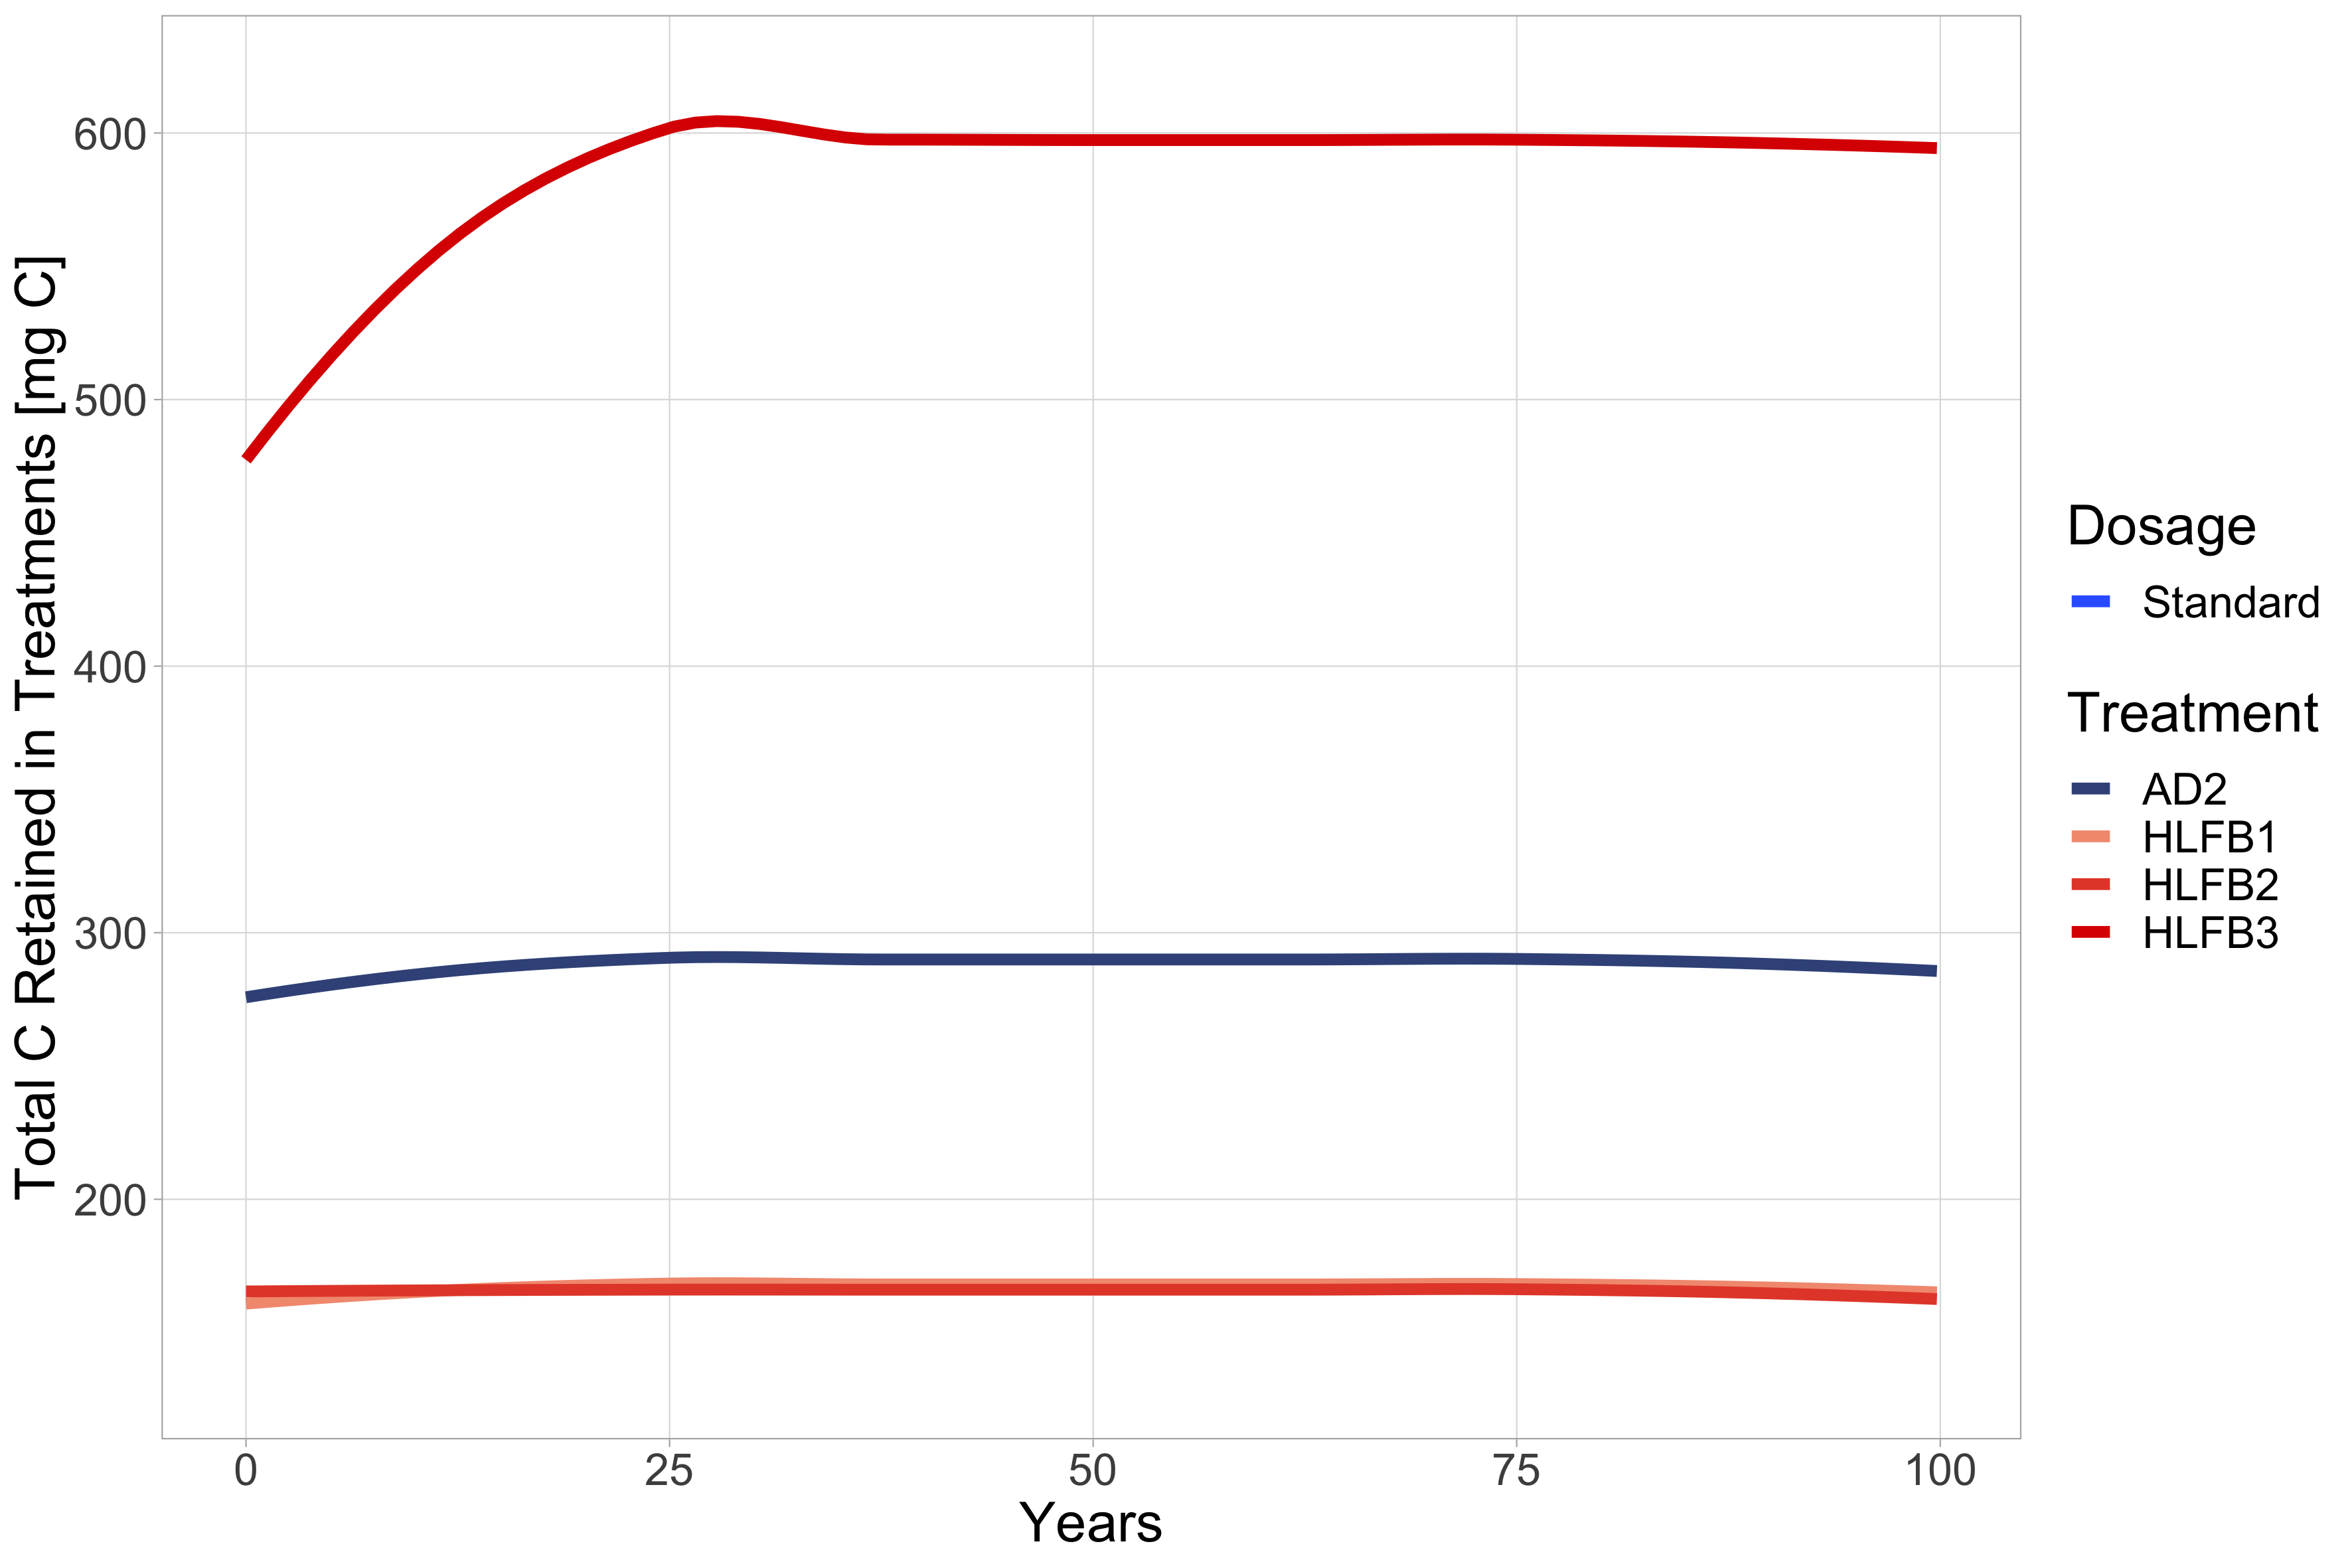 Total C Retained in Treatments [mg C]
600
500
400
300
200
0
25
50
75
100
Years
Dosage
Standard
Treatment
AD2
HLFB1
HLFB2
HLFB3